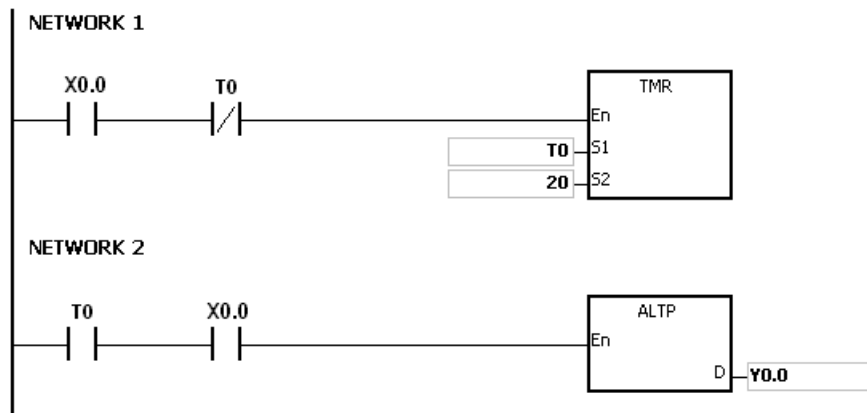 NETWORK 1
X0.0 T0 TMR
En
T0 S1
20 S2
NETWORK 2
T0 X0.0 ALTP
En
D Y0.0